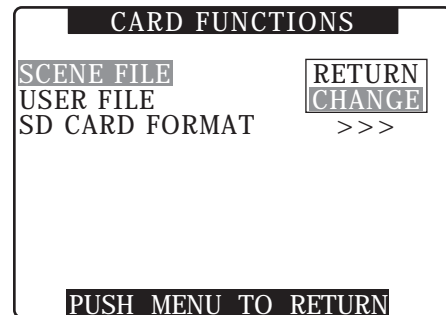 CARD FUNCTIONS
SCENE FILE RETURN
USER FILE CHANGE
SD CARD FORMAT >>>
PUSH MENU TO RETURN